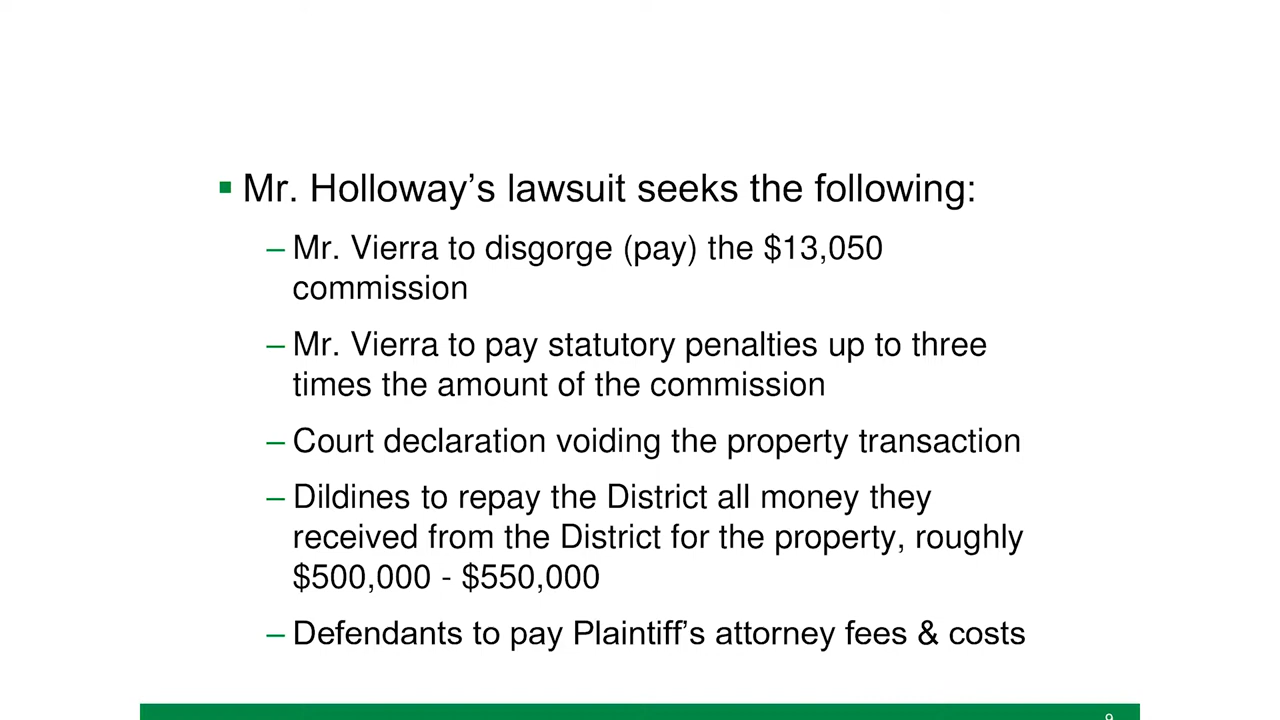 ▪ Mr. Holloway’s lawsuit seeks the following:
– Mr. Vierra to disgorge (pay) the $13,050
commission
– Mr. Vierra to pay statutory penalties up to three
times the amount of the commission
– Court declaration voiding the property transaction
– Dildines to repay the District all money they
received from the District for the property, roughly
$500,000 - $550,000
– Defendants to pay Plaintiff’s attorney fees & costs
9